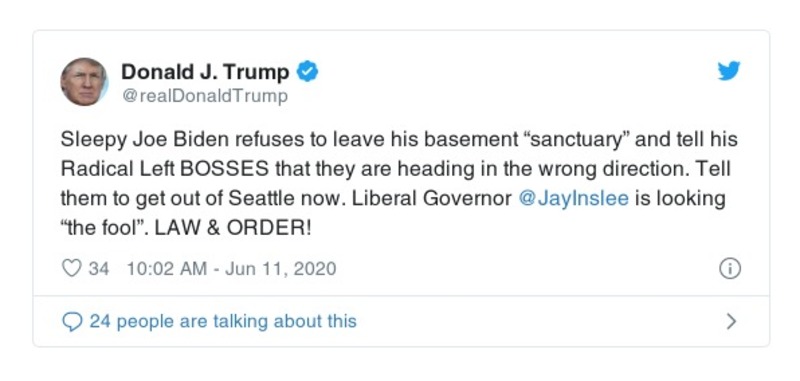 Donald J. Trump
@realDonaldTrump
Sleepy Joe Biden refuses to leave his basement “sanctuary” and tell his
Radical Left BOSSES that they are heading in the wrong direction. Tell
them to get out of Seattle now. Liberal Governor @JayInslee is looking
“the fool”. LAW & ORDER!
34 10:02 AM - Jun 11, 2020
24 people are talking about this